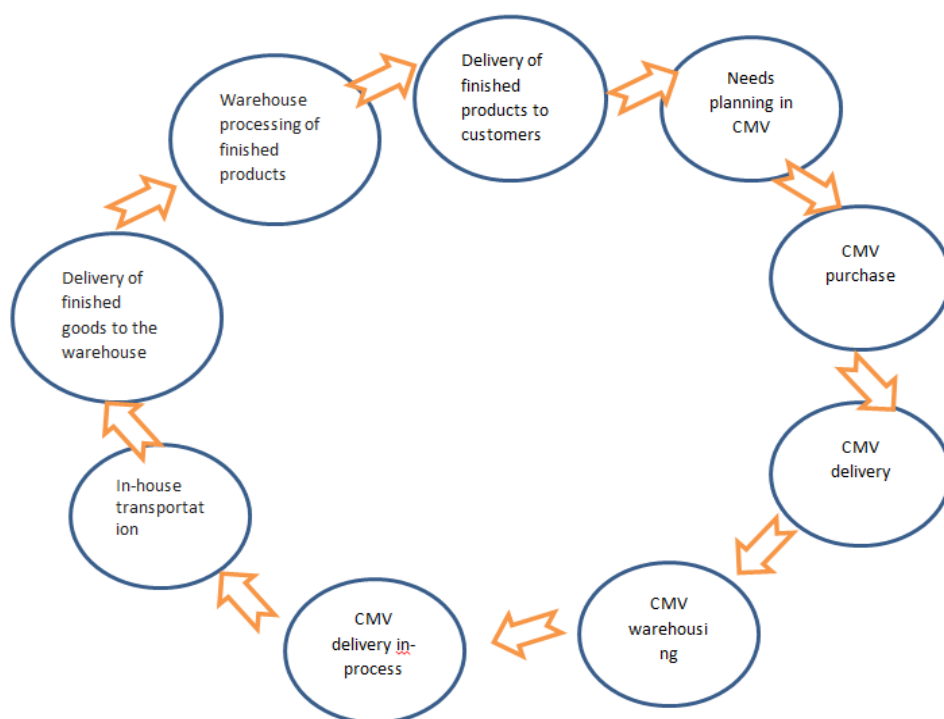 Delivery of
finished
products to
customers
Needs
planning in
CMV
CMV
purchase
CMV
delivery
CMV
warehousi
ng
CMV
delivery in-
process
In-house
transportat
ion
Delivery of
finished
goods to the
warehouse
Warehouse
processing of
finished
products